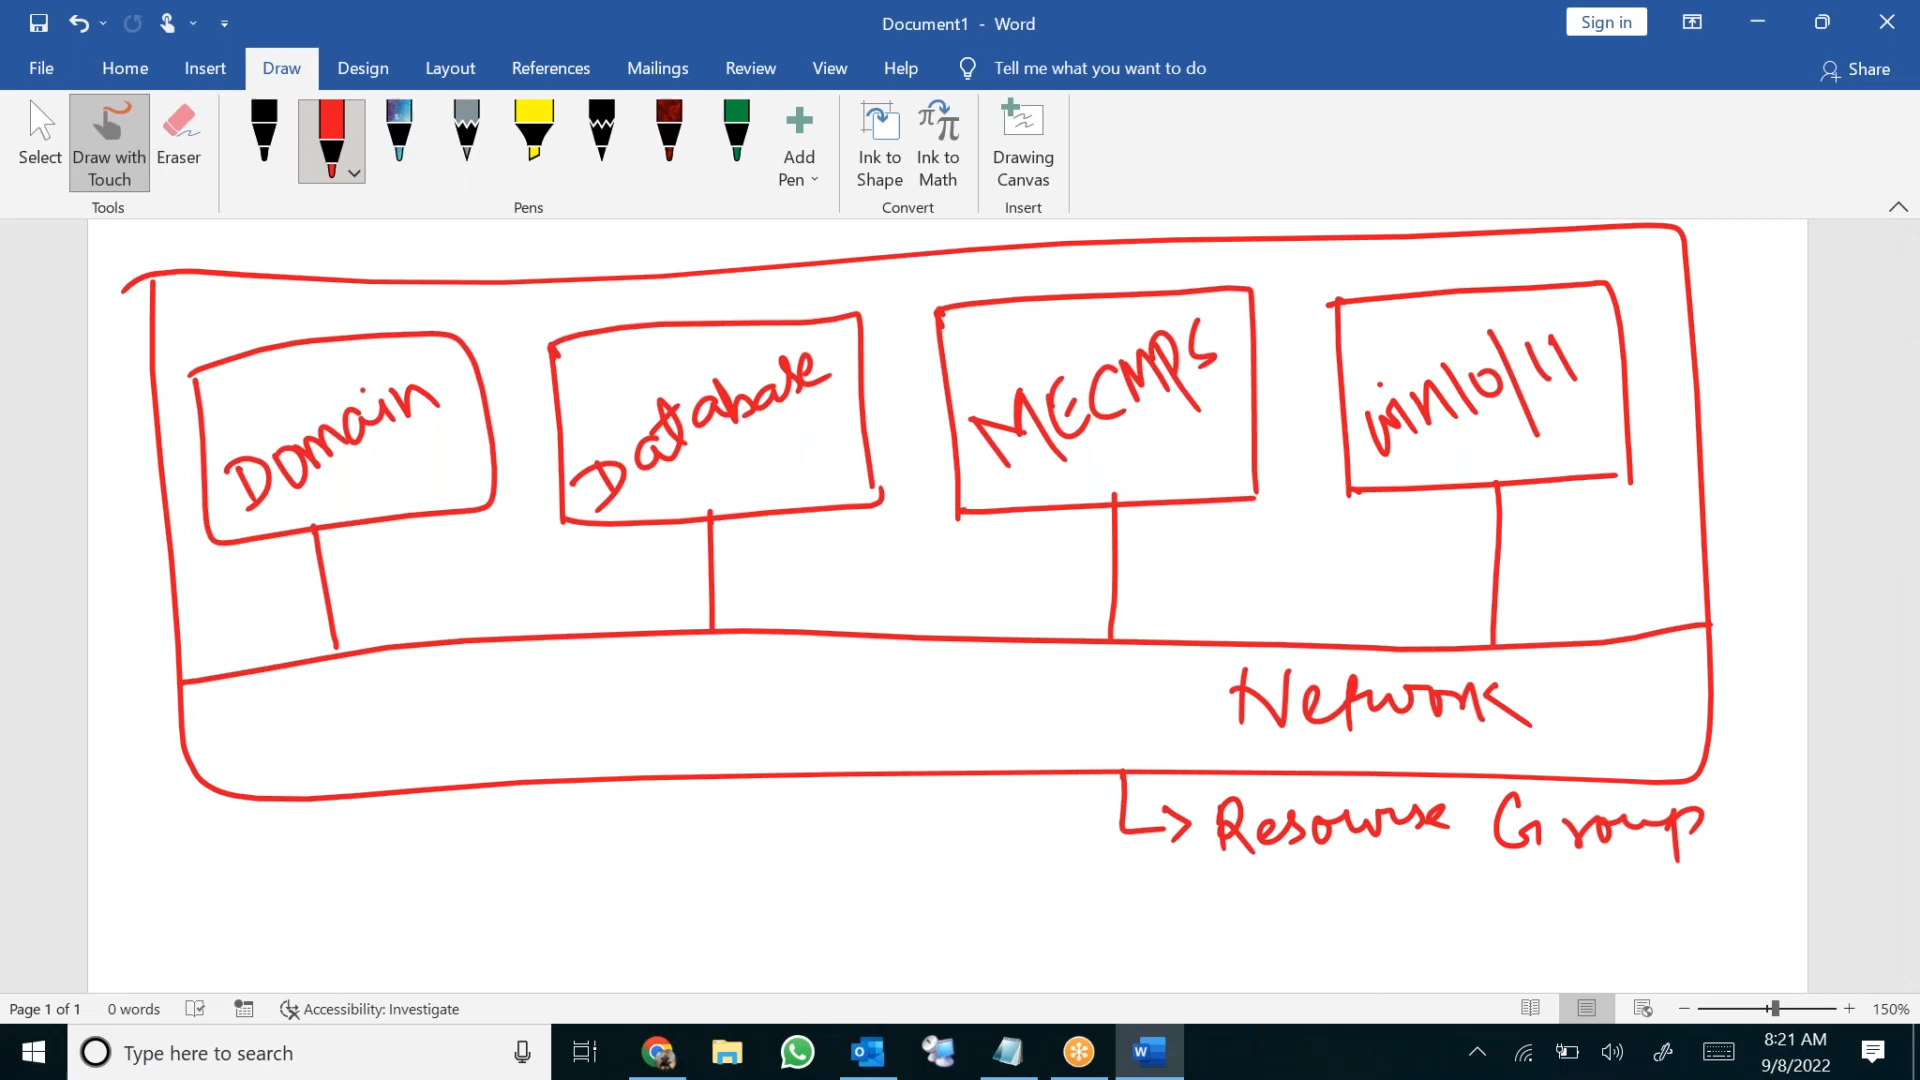 Document1 - Word
Sign in
File Home Insert Draw Design Layout References Mailings Review View Help Tell me what you want to do Share
Select Draw with Touch Eraser Add Pen Ink to Shape Ink to Math Drawing Canvas
Tools Pens Convert Insert
Domain Database MECMPS win10/11
Network
Resourse Group
Page 1 of 1 0 words Accessibility: Investigate 150%
Type here to search
8:21 AM
9/8/2022